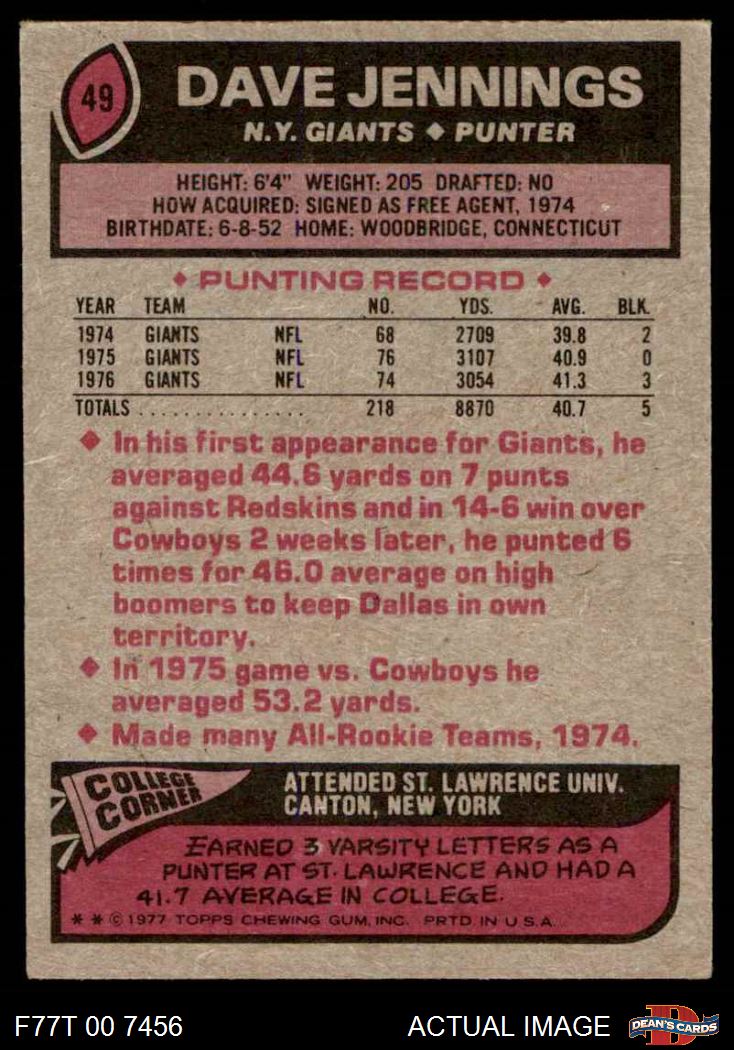 49
DAVE JENNINGS
N.Y. GIANTS ♦ PUNTER
HEIGHT: 6'4" WEIGHT: 205 DRAFTED: NO
HOW ACQUIRED: SIGNED AS FREE AGENT, 1974
BIRTHDATE: 6-8-52 HOME: WOODBRIDGE, CONNECTICUT
♦ PUNTING RECORD ♦
YEAR TEAM NO. YDS. AVG. BLK.
1974 GIANTS NFL 68 2709 39.8 2
1975 GIANTS NFL 76 3107 40.9 0
1976 GIANTS NFL 74 3054 41.3 3
TOTALS ............... 218 8870 40.7 5
♦ In his first appearance for Giants, he
averaged 44.6 yards on 7 punts
against Redskins and in 14-6 win over
Cowboys 2 weeks later, he punted 6
times for 46.0 average on high
boomers to keep Dallas in own
territory.
♦ In 1975 game vs. Cowboys he
averaged 53.2 yards.
♦ Made many All-Rookie Teams, 1974.
COLLEGE
CORNER
ATTENDED ST. LAWRENCE UNIV.
CANTON, NEW YORK
EARNED 3 VARSITY LETTERS AS A
PUNTER AT ST. LAWRENCE AND HAD A
41.7 AVERAGE IN COLLEGE.
* * © 1977 TOPPS CHEWING GUM, INC. PRTD. IN U.S.A.
F77T 00 7456 ACTUAL IMAGE
D
DEAN'S CARDS